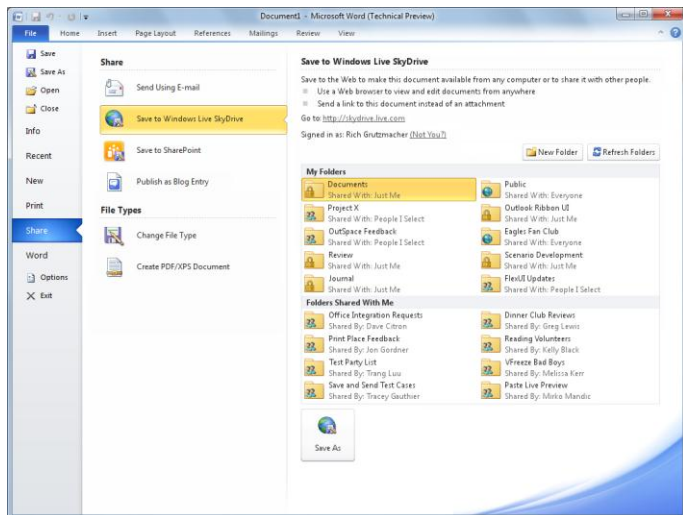 Document1 - Microsoft Word (Technical Preview)
File Home Insert Page Layout References Mailings Review View
Save
Save As
Open
Close
Info
Recent
New
Print
Share
Word
Options
Exit
Share
Send Using E-mail
Save to Windows Live SkyDrive
Save to SharePoint
Publish as Blog Entry
File Types
Change File Type
Create PDF/XPS Document
Save to Windows Live SkyDrive
Save to the Web to make this document available from any computer or to share it with other people.
Use a Web browser to view and edit documents from anywhere
Send a link to this document instead of an attachment
Go to: http://skydrive.live.com
Signed in as: Rich Grutzmacher (Not You?)
New Folder Refresh Folders
My Folders
Documents
Shared With: Just Me
Public
Shared With: Everyone
Project X
Shared With: People I Select
Outlook Ribbon UI
Shared With: Just Me
OutSpace Feedback
Shared With: People I Select
Eagles Fan Club
Shared With: Everyone
Review
Shared With: Just Me
Scenario Development
Shared With: Just Me
Journal
Shared With: Just Me
FlexUI Updates
Shared With: People I Select
Folders Shared With Me
Office Integration Requests
Shared By: Dave Citron
Dinner Club Reviews
Shared By: Greg Lewis
Print Place Feedback
Shared By: Jon Gordner
Reading Volunteers
Shared By: Kelly Black
Test Party List
Shared By: Trang Luu
VFreeze Bad Boys
Shared By: Melissa Kerr
Save and Send Test Cases
Shared By: Tracey Gauthier
Paste Live Preview
Shared By: Mirko Mandic
Save As